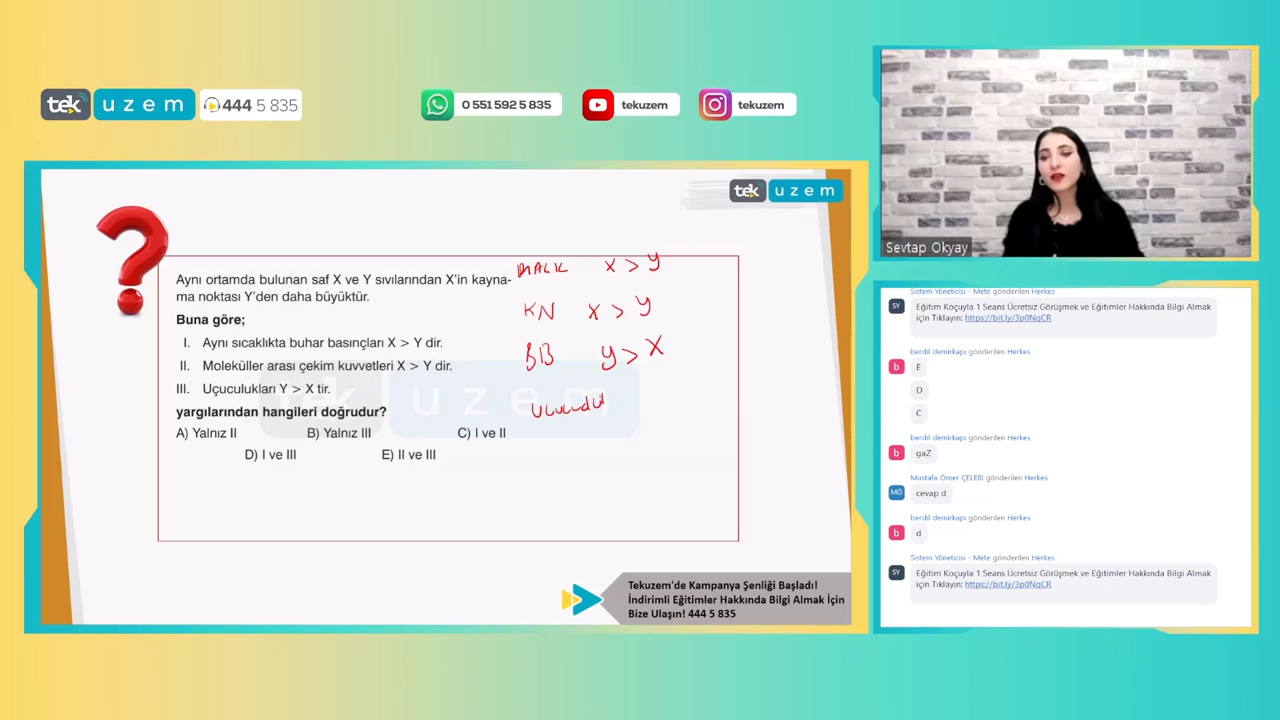 tek uzem 444 5 835
0 551 592 5 835
tekuzem
tekuzem
tek uzem
Aynı ortamda bulunan saf X ve Y sıvılarından X'in kayna-
ma noktası Y'den daha büyüktür.
Buna göre;
I. Aynı sıcaklıkta buhar basınçları X > Y dir.
II. Moleküller arası çekim kuvvetleri X > Y dir.
III. Uçuculukları Y > X tir.
yargılarından hangileri doğrudur?
A) Yalnız II B) Yalnız III C) I ve II
D) I ve III E) II ve III
X > Y
KN X > Y
BB Y > X
tek uzem
Tekuzem'de Kampanya Şenliği Başladı!
İndirimli Eğitimler Hakkında Bilgi Almak İçin
Bize Ulaşın! 444 5 835
Sevtap Okyay
Sistem Yöneticisi - Mete gönderilen Herkes
SY
Eğitim Koçuyla 1 Seans Ücretsiz Görüşmek ve Eğitimler Hakkında Bilgi Almak
için Tıklayın: https://bit.ly/3p0NqCR
berdil demirkapı gönderilen Herkes
b
E
D
C
berdil demirkapı gönderilen Herkes
b
gaZ
Mustafa Ömer ÇELEBİ gönderilen Herkes
MÖ
cevap d
berdil demirkapı gönderilen Herkes
b
d
Sistem Yöneticisi - Mete gönderilen Herkes
SY
Eğitim Koçuyla 1 Seans Ücretsiz Görüşmek ve Eğitimler Hakkında Bilgi Almak
için Tıklayın: https://bit.ly/3p0NqCR